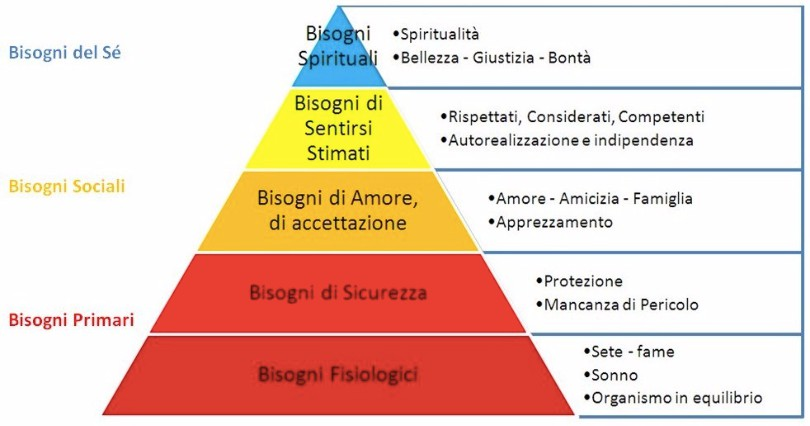 Bisogni del Sé
Bisogni
Spirituali
•Spiritualità
•Bellezza - Giustizia - Bontà
Bisogni di
Sentirsi
Stimati
•Rispettati, Considerati, Competenti
•Autorealizzazione e indipendenza
Bisogni Sociali
Bisogni di Amore,
di accettazione
•Amore - Amicizia - Famiglia
•Apprezzamento
Bisogni Primari
Bisogni di Sicurezza
•Protezione
•Mancanza di Pericolo
Bisogni Fisiologici
•Sete - fame
•Sonno
•Organismo in equilibrio